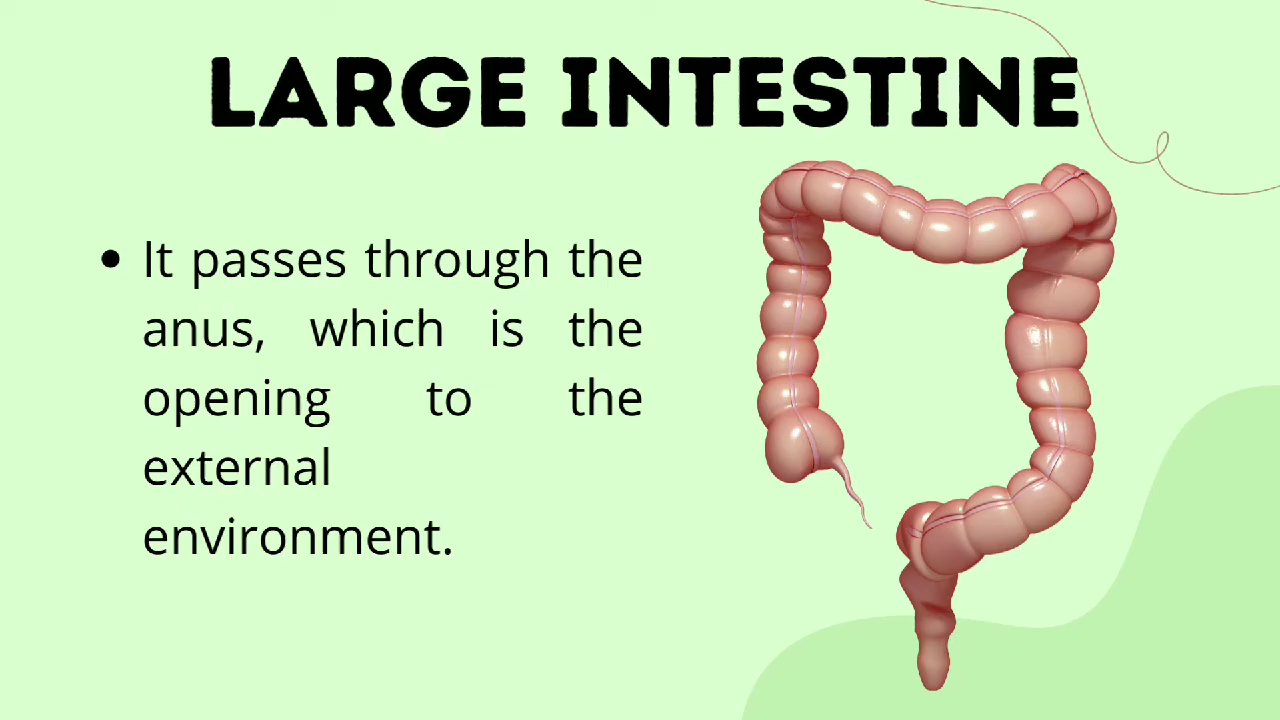 LARGE INTESTINE
• It passes through the
anus, which is the
opening to the
external
environment.